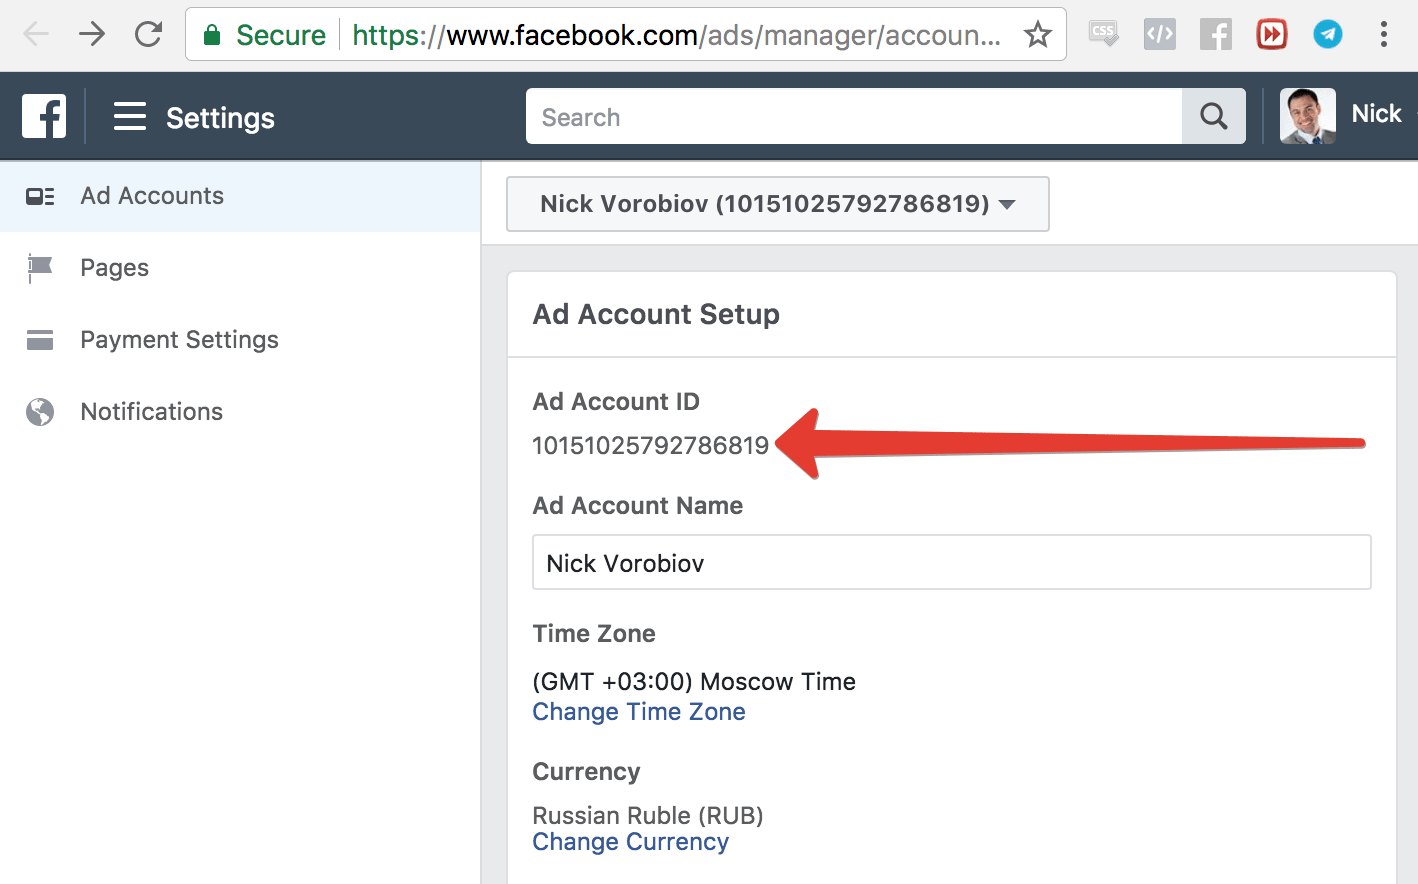 Secure https://www.facebook.com/ads/manager/accoun...
CSS
</>
Settings
Search
Nick
Ad Accounts
Pages
Payment Settings
Notifications
Nick Vorobiov (10151025792786819)
Ad Account Setup
Ad Account ID
10151025792786819
Ad Account Name
Nick Vorobiov
Time Zone
(GMT +03:00) Moscow Time
Change Time Zone
Currency
Russian Ruble (RUB)
Change Currency